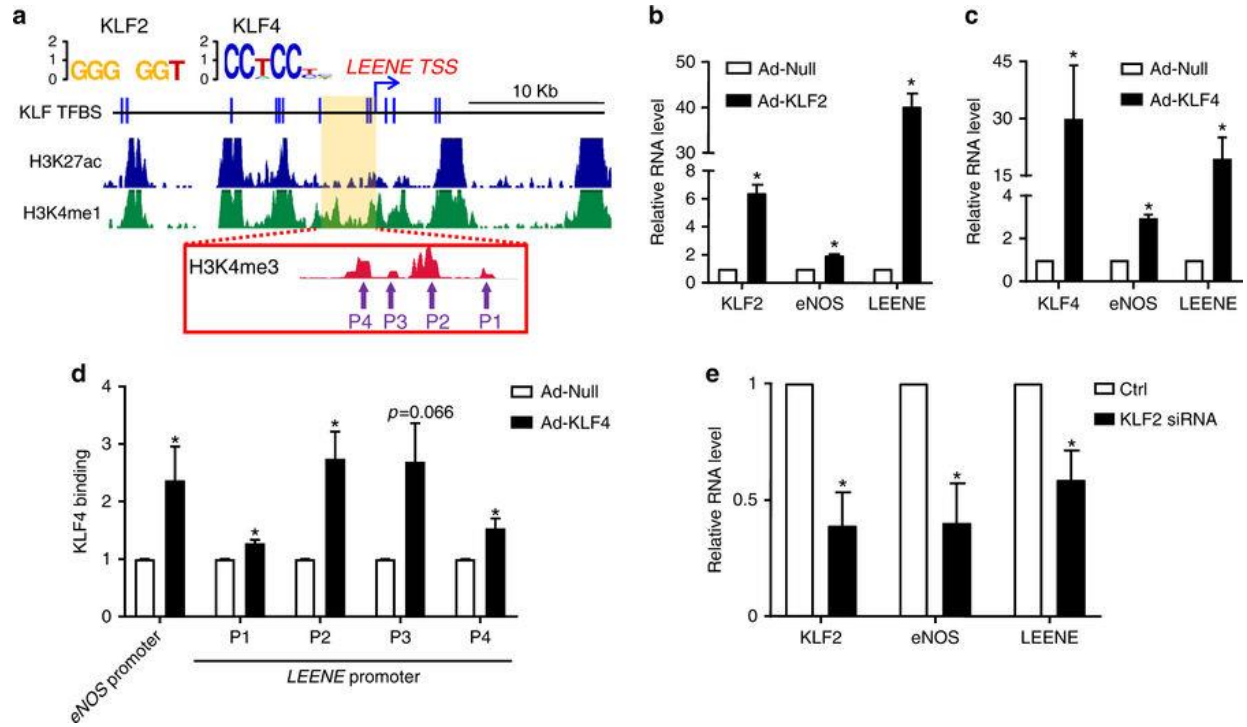 a
KLF2
KLF4
2
1
0
GGG GGT
2
1
0
CCTCCT
LEENE TSS
10 Kb
KLF TFBS
H3K27ac
H3K4me1
H3K4me3
P4 P3 P2 P1
b
Ad-Null
Ad-KLF2
Relative RNA level
50
40
30
8
6
4
2
0
*
*
*
KLF2 eNOS LEENE
c
Ad-Null
Ad-KLF4
Relative RNA level
45
30
15
4
2
0
*
*
*
KLF4 eNOS LEENE
d
Ad-Null
Ad-KLF4
KLF4 binding
4
3
2
1
0
*
*
*
p=0.066
*
eNOS promoter
P1 P2 P3 P4
LEENE promoter
e
Ctrl
KLF2 siRNA
Relative RNA level
1
0.5
0
*
*
*
KLF2 eNOS LEENE